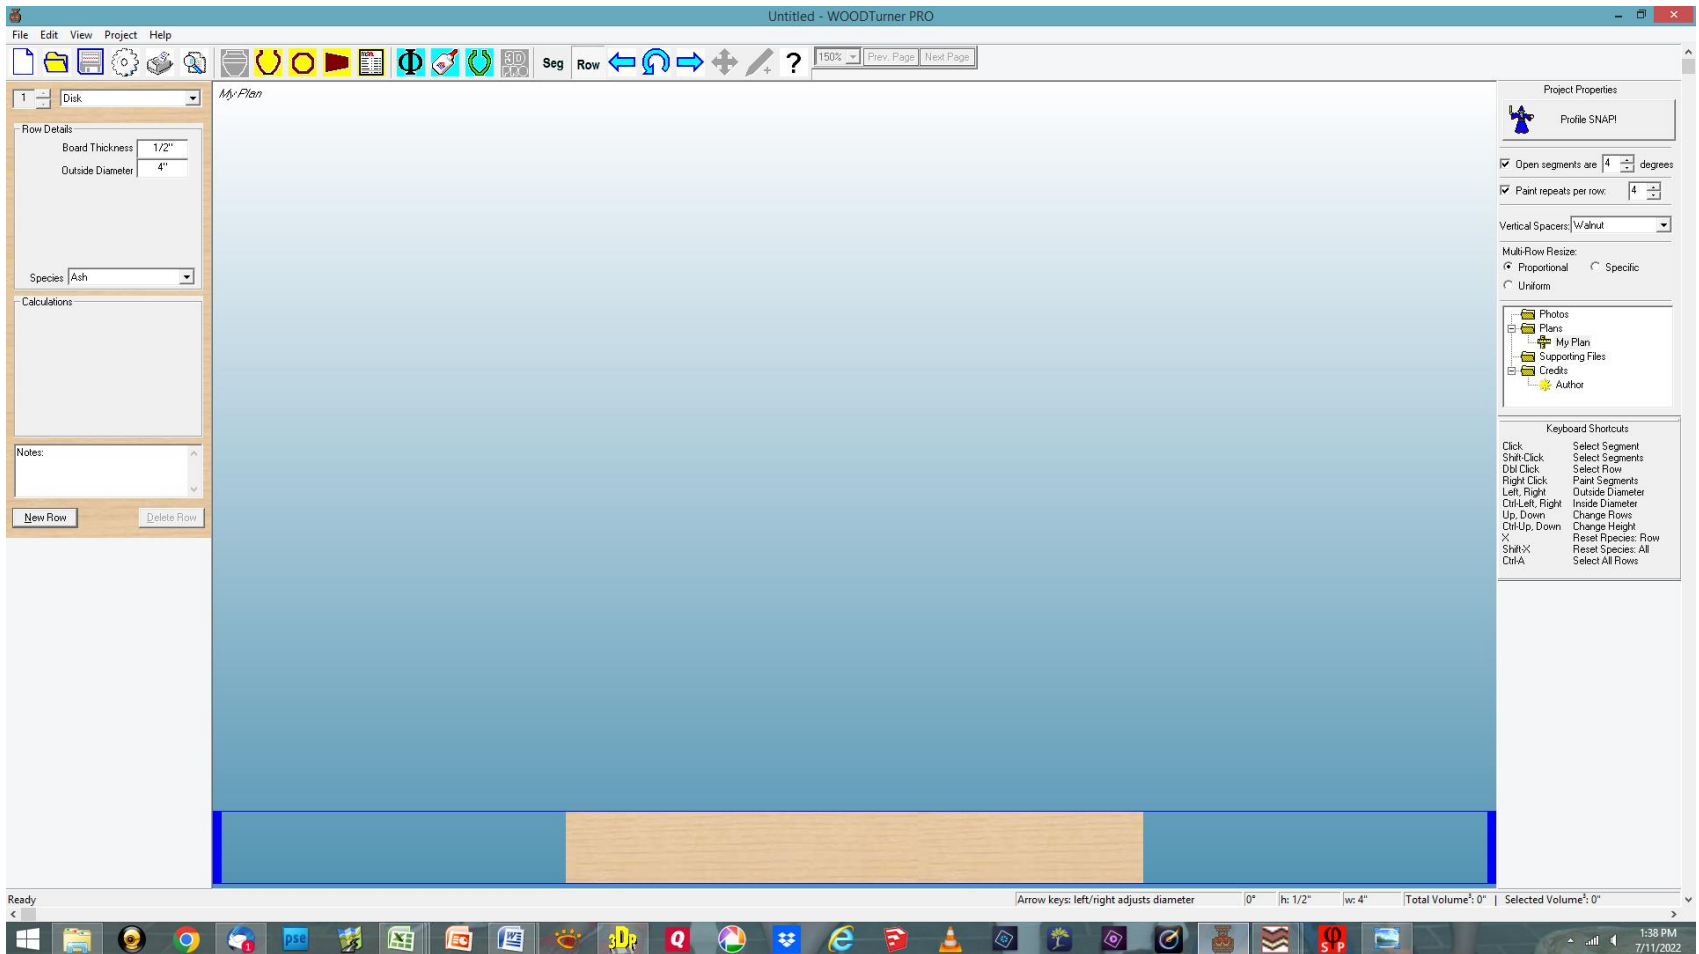 Untitled - WOODTurner PRO
File Edit View Project Help
Seg Row ? 150% Prev. Page Next Page
1 Disk
My Plan
Row Details
Board Thickness 1/2"
Outside Diameter 4"
Species Ash
Calculations
Notes:
New Row Delete Row
Project Properties
Profile SNAP!
Open segments are 4 degrees
Paint repeats per row: 4
Vertical Spacers: Walnut
Multi-Row Resize:
Proportional Specific
Uniform
Photos
Plans
My Plan
Supporting Files
Credits
Author
Keyboard Shortcuts
Click Select Segment
Shift-Click Select Segments
Dbl Click Select Row
Right Click Paint Segments
Left, Right Outside Diameter
Ctrl-Left, Right Inside Diameter
Up, Down Change Rows
Ctrl-Up, Down Change Height
X Reset Rpecies: Row
Shift-X Reset Species: All
Ctrl-A Select All Rows
Ready Arrow keys: left/right adjusts diameter 0° h: 1/2" w: 4" Total Volume³: 0" | Selected Volume³: 0"
pse
3DR
Q
1:38 PM
7/11/2022